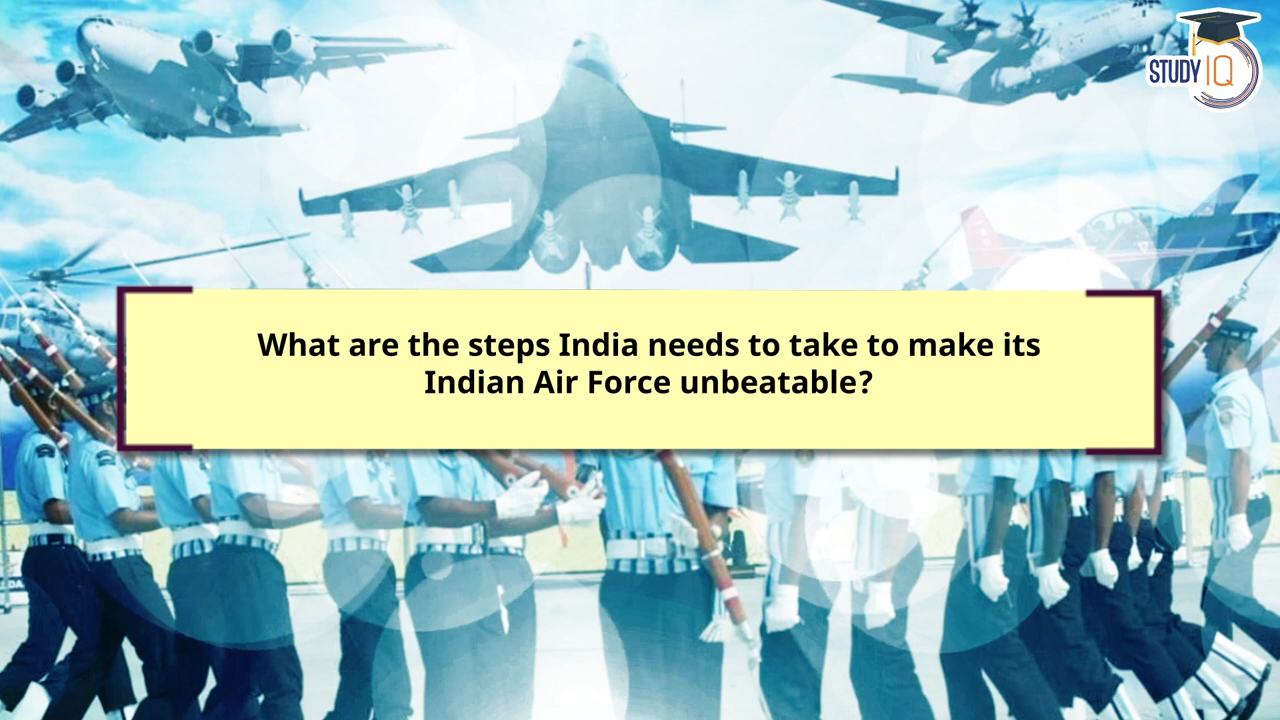 STUDY IQ
What are the steps India needs to take to make its
Indian Air Force unbeatable?